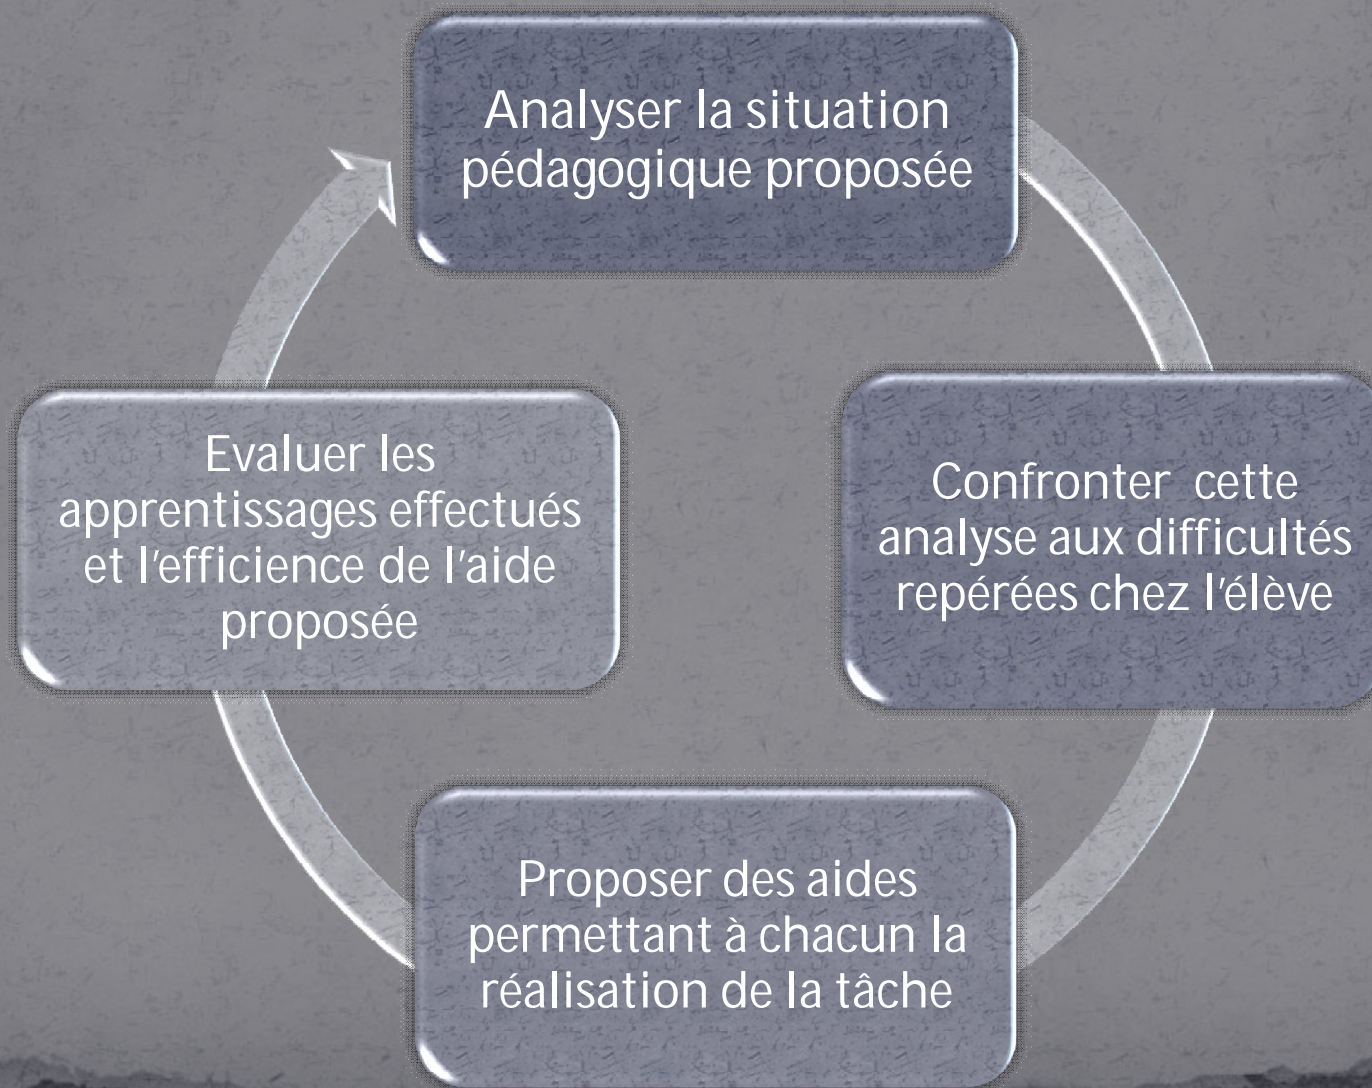 Analyser la situation
pédagogique proposée
Confronter cette
analyse aux difficultés
repérées chez l'élève
Proposer des aides
permettant à chacun la
réalisation de la tâche
Evaluer les
apprentissages effectués
et l'efficience de l'aide
proposée